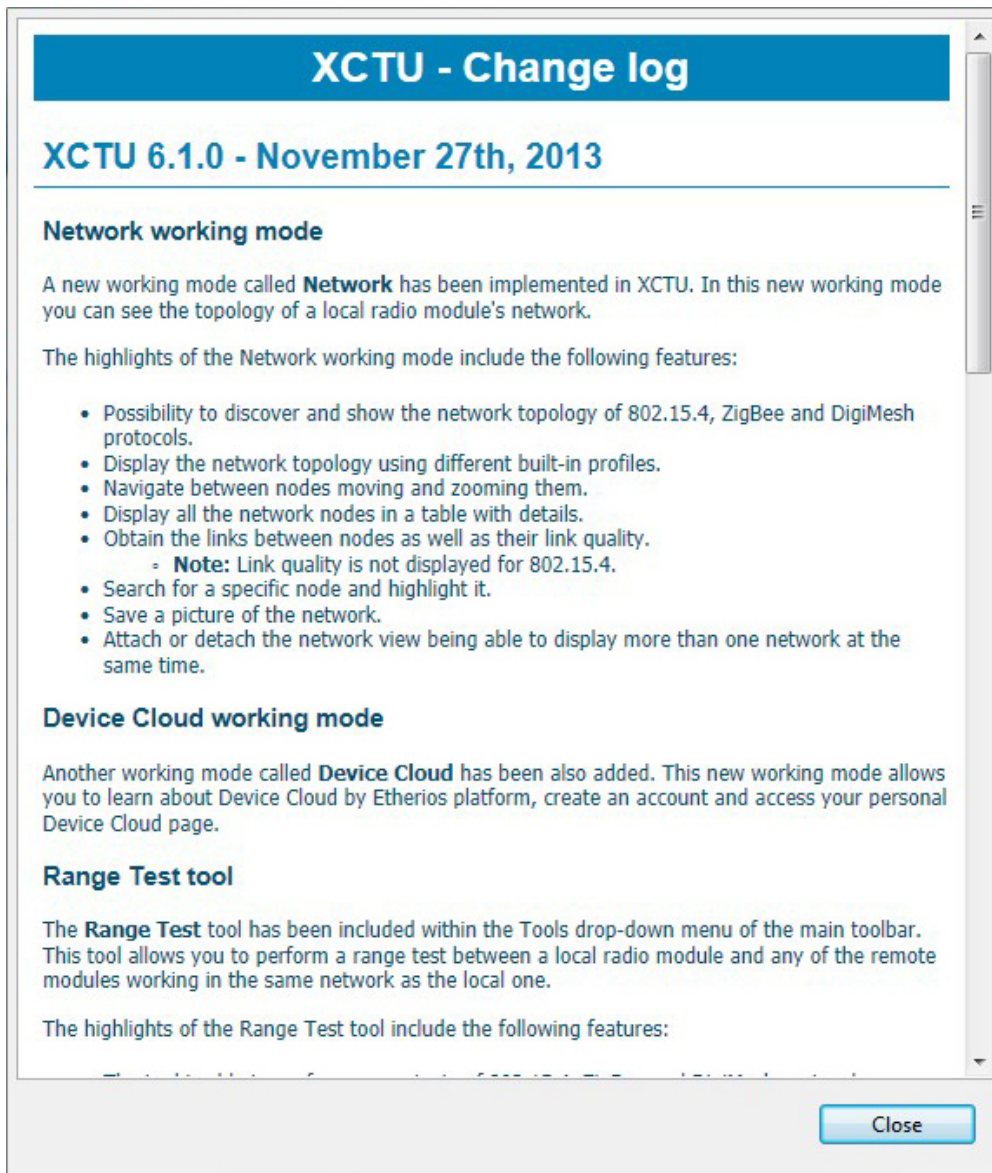 XCTU - Change log
XCTU 6.1.0 - November 27th, 2013
Network working mode
A new working mode called Network has been implemented in XCTU. In this new working mode
you can see the topology of a local radio module's network.
The highlights of the Network working mode include the following features:
• Possibility to discover and show the network topology of 802.15.4, ZigBee and DigiMesh
protocols.
• Display the network topology using different built-in profiles.
• Navigate between nodes moving and zooming them.
• Display all the network nodes in a table with details.
• Obtain the links between nodes as well as their link quality.
◦ Note: Link quality is not displayed for 802.15.4.
• Search for a specific node and highlight it.
• Save a picture of the network.
• Attach or detach the network view being able to display more than one network at the
same time.
Device Cloud working mode
Another working mode called Device Cloud has been also added. This new working mode allows
you to learn about Device Cloud by Etherios platform, create an account and access your personal
Device Cloud page.
Range Test tool
The Range Test tool has been included within the Tools drop-down menu of the main toolbar.
This tool allows you to perform a range test between a local radio module and any of the remote
modules working in the same network as the local one.
The highlights of the Range Test tool include the following features:
Close